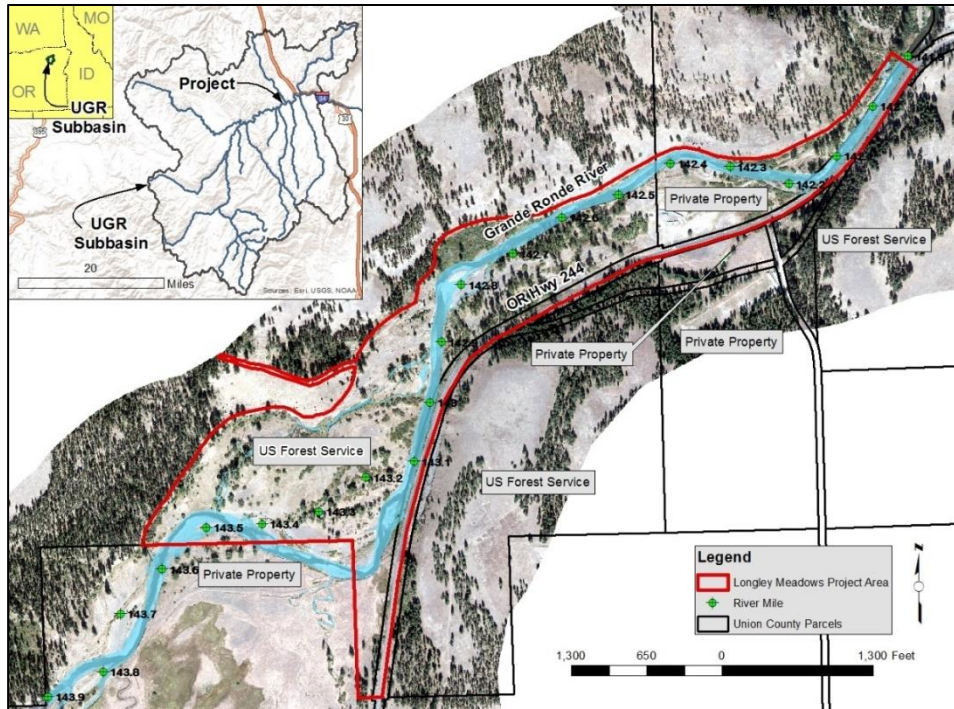 WA
MO
OR
ID
UGR
Subbasin
Project
UGR
Subbasin
20
Miles
Sources: Esri, USGS, NOAA
Grande Ronde River
OR Hwy 244
142.4
142.3
142.2
142.5
Private Property
US Forest Service
Private Property
Private Property
143.1
US Forest Service
143.2
US Forest Service
143.3
143.4
143.5
143.6
Private Property
143.7
143.8
143.9
Legend
Longley Meadows Project Area
River Mile
Union County Parcels
N
1,300 650 0 1,300 Feet